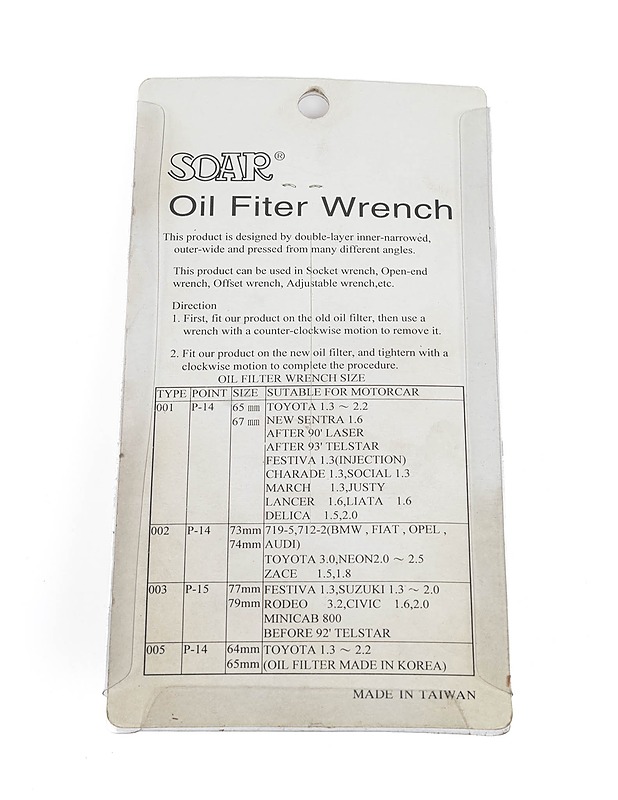 SOAR®
Oil Fiter Wrench
This product is designed by double-layer inner-narrowed,
outer-wide and pressed from many different angles.
This product can be used in Socket wrench, Open-end
wrench, Offset wrench, Adjustable wrench,etc.
Direction
1. First, fit our product on the old oil filter, then use a
wrench with a counter-clockwise motion to remove it.
2. Fit our product on the new oil filter, and tightern with a
clockwise motion to complete the procedure.
OIL FILTER WRENCH SIZE
TYPE POINT SIZE SUTABLE FOR MOTORCAR
001 P-14 65 ㎜ TOYOTA 1.3 ～ 2.2
67 ㎜ NEW SENTRA 1.6
AFTER 90' LASER
AFTER 93' TELSTAR
FESTIVA 1.3(INJECTION)
CHARADE 1.3,SOCIAL 1.3
MARCH 1.3,JUSTY
LANCER 1.6,LIATA 1.6
DELICA 1.5,2.0
002 P-14 73mm 719-5,712-2(BMW , FIAT , OPEL ,
74mm AUDI)
TOYOTA 3.0,NEON2.0 ～ 2.5
ZACE 1.5,1.8
003 P-15 77mm FESTIVA 1.3,SUZUKI 1.3 ～ 2.0
79mm RODEO 3.2,CIVIC 1.6,2.0
MINICAB 800
BEFORE 92' TELSTAR
005 P-14 64mm TOYOTA 1.3 ～ 2.2
65mm (OIL FILTER MADE IN KOREA)
MADE IN TAIWAN